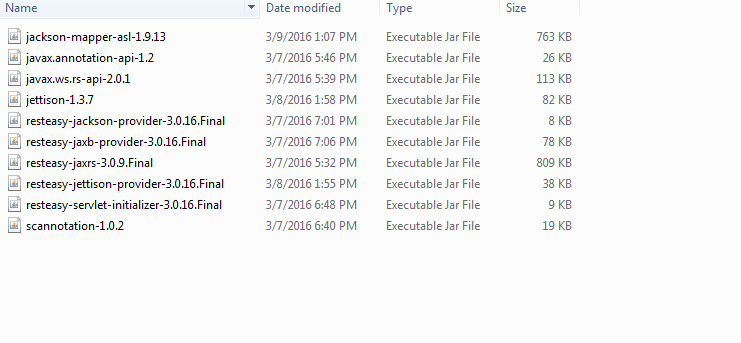 Name Date modified Type Size
jackson-mapper-asl-1.9.13 3/9/2016 1:07 PM Executable Jar File 763 KB
javax.annotation-api-1.2 3/7/2016 5:46 PM Executable Jar File 26 KB
javax.ws.rs-api-2.0.1 3/7/2016 5:39 PM Executable Jar File 113 KB
jettison-1.3.7 3/8/2016 1:58 PM Executable Jar File 82 KB
resteasy-jackson-provider-3.0.16.Final 3/7/2016 7:01 PM Executable Jar File 8 KB
resteasy-jaxb-provider-3.0.16.Final 3/7/2016 7:06 PM Executable Jar File 78 KB
resteasy-jaxrs-3.0.9.Final 3/7/2016 5:32 PM Executable Jar File 809 KB
resteasy-jettison-provider-3.0.16.Final 3/8/2016 1:55 PM Executable Jar File 38 KB
resteasy-servlet-initializer-3.0.16.Final 3/7/2016 6:48 PM Executable Jar File 9 KB
scannotation-1.0.2 3/7/2016 6:40 PM Executable Jar File 19 KB